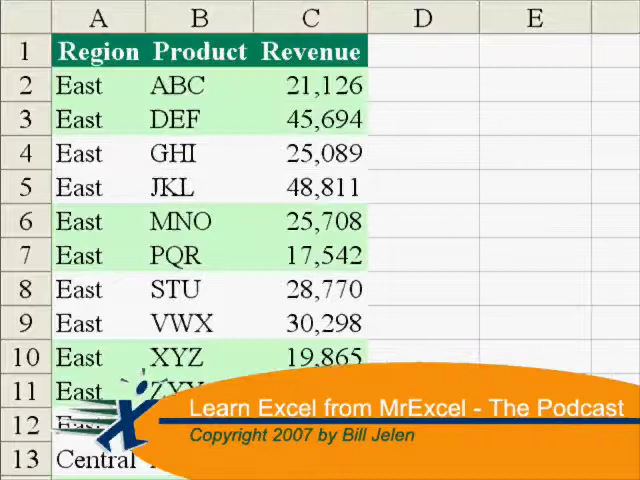 A B C D E
1 Region Product Revenue
2 East ABC 21,126
3 East DEF 45,694
4 East GHI 25,089
5 East JKL 48,811
6 East MNO 25,708
7 East PQR 17,542
8 East STU 28,770
9 East VWX 30,298
10 East XYZ 19,865
11 East
12 East
13 Central
Learn Excel from MrExcel - The Podcast
Copyright 2007 by Bill Jelen